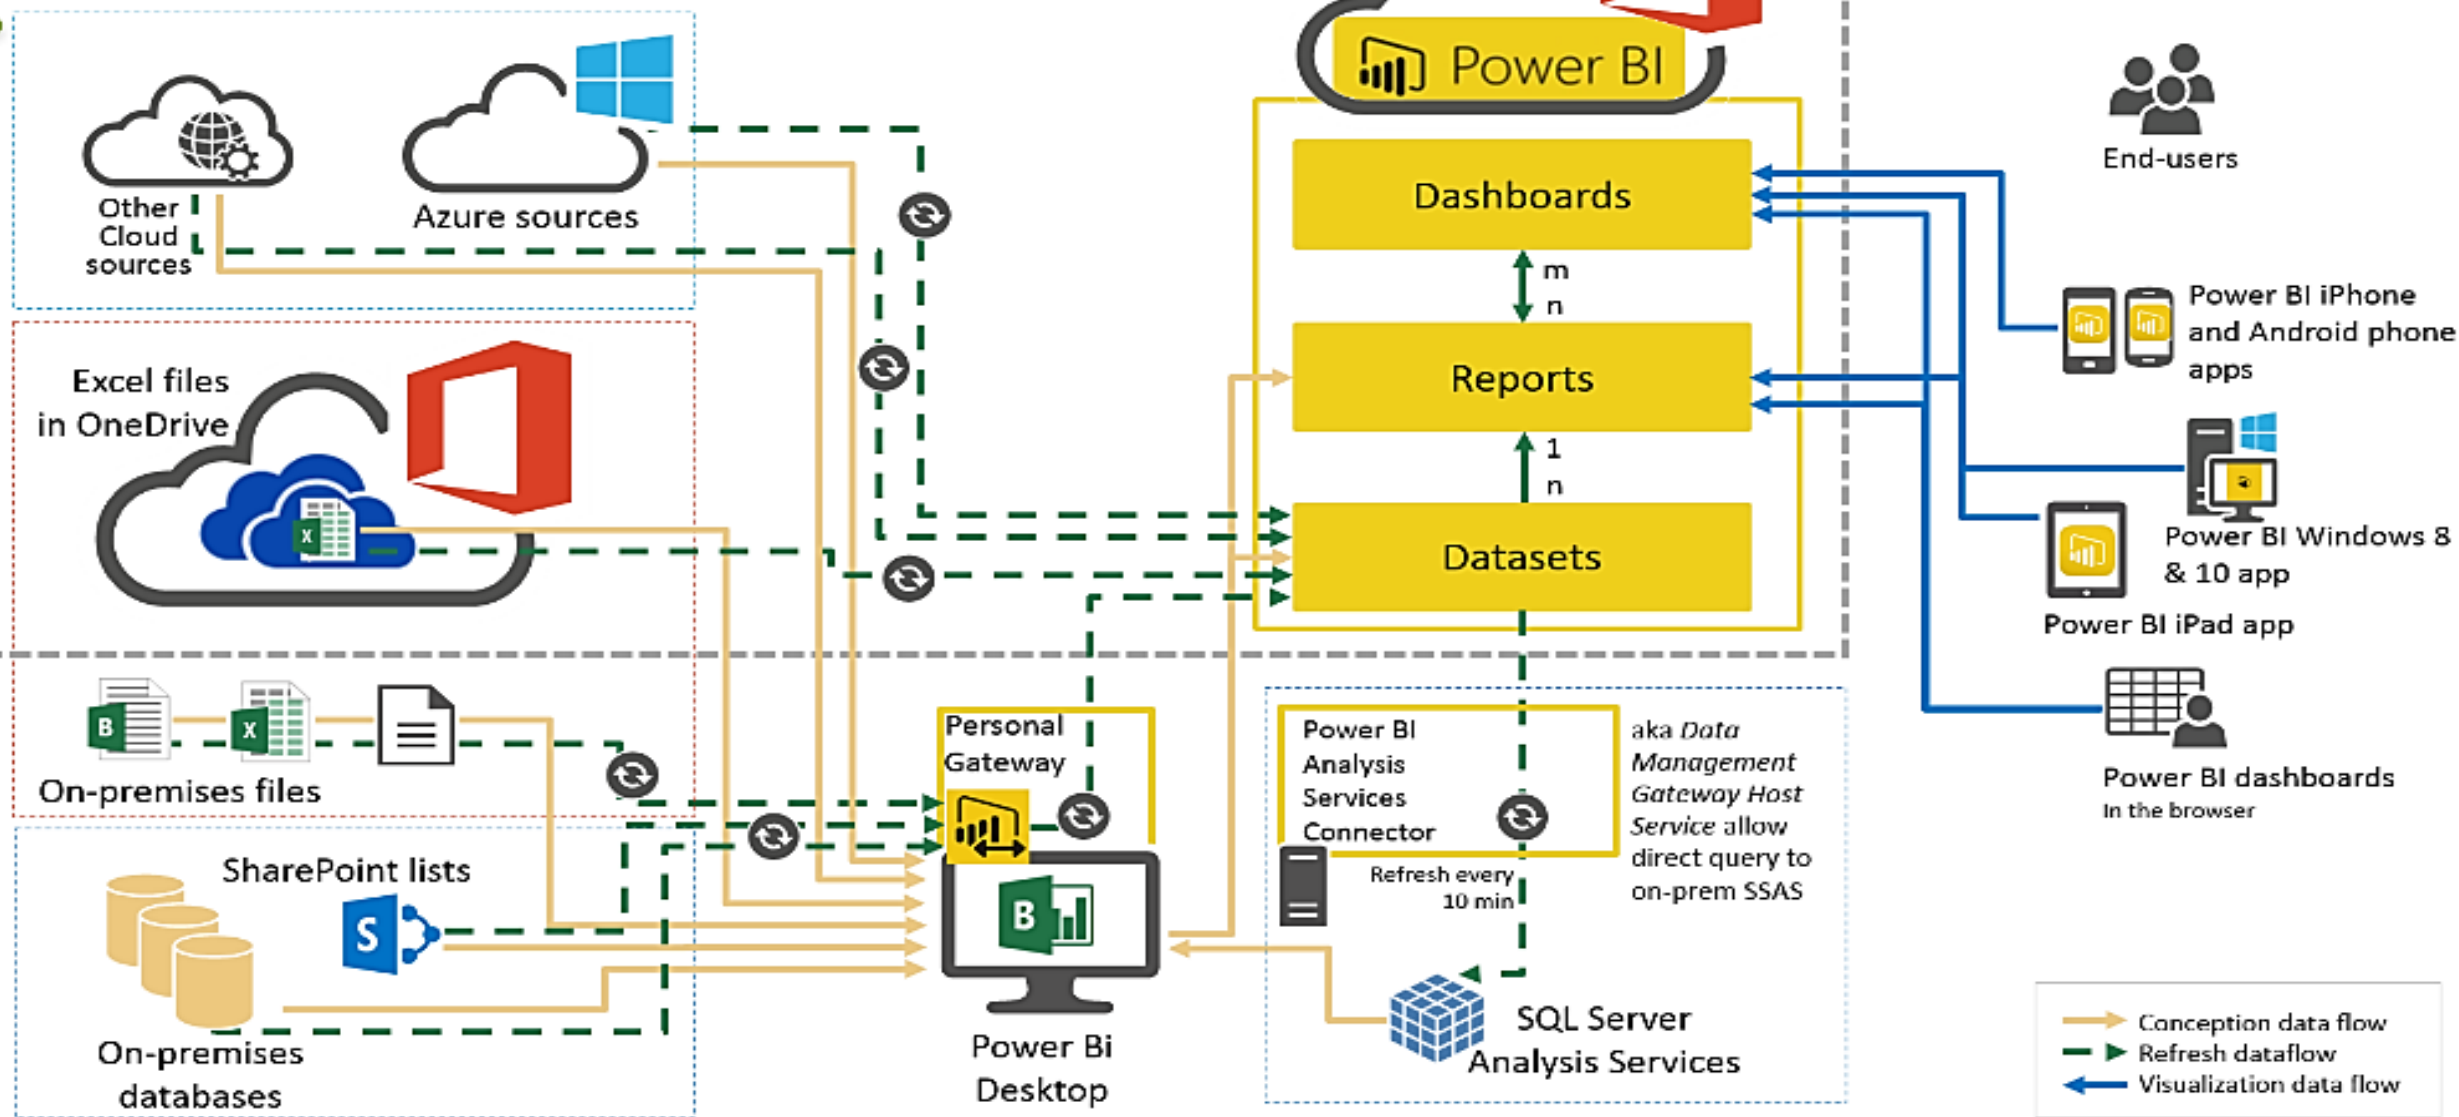 Power BI
Other
Cloud
sources
Azure sources
Excel files
in OneDrive
X
B
X
On-premises files
SharePoint lists
S
On-premises
databases
Personal
Gateway
B
Power Bi
Desktop
Dashboards
m
n
Reports
1
n
Datasets
Power BI
Analysis
Services
Connector
Refresh every
10 min
aka Data
Management
Gateway Host
Service allow
direct query to
on-prem SSAS
SQL Server
Analysis Services
End-users
Power BI iPhone
and Android phone
apps
Power BI Windows 8
& 10 app
Power BI iPad app
Power BI dashboards
In the browser
Conception data flow
Refresh dataflow
Visualization data flow